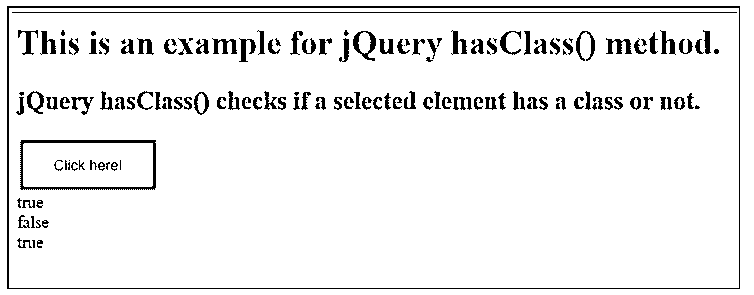 This is an example for jQuery hasClass() method.
jQuery hasClass() checks if a selected element has a class or not.
Click here!
true
false
true